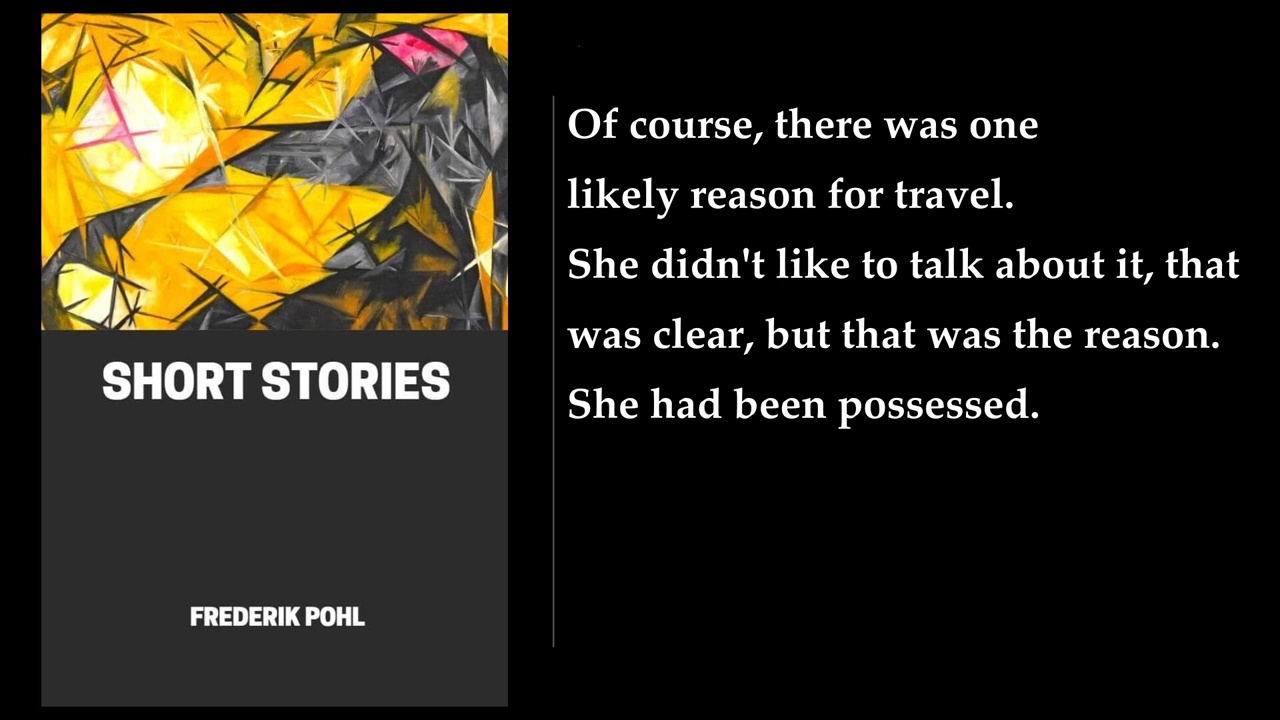 SHORT STORIES
FREDERIK POHL
Of course, there was one
likely reason for travel.
She didn't like to talk about it, that
was clear, but that was the reason.
She had been possessed.